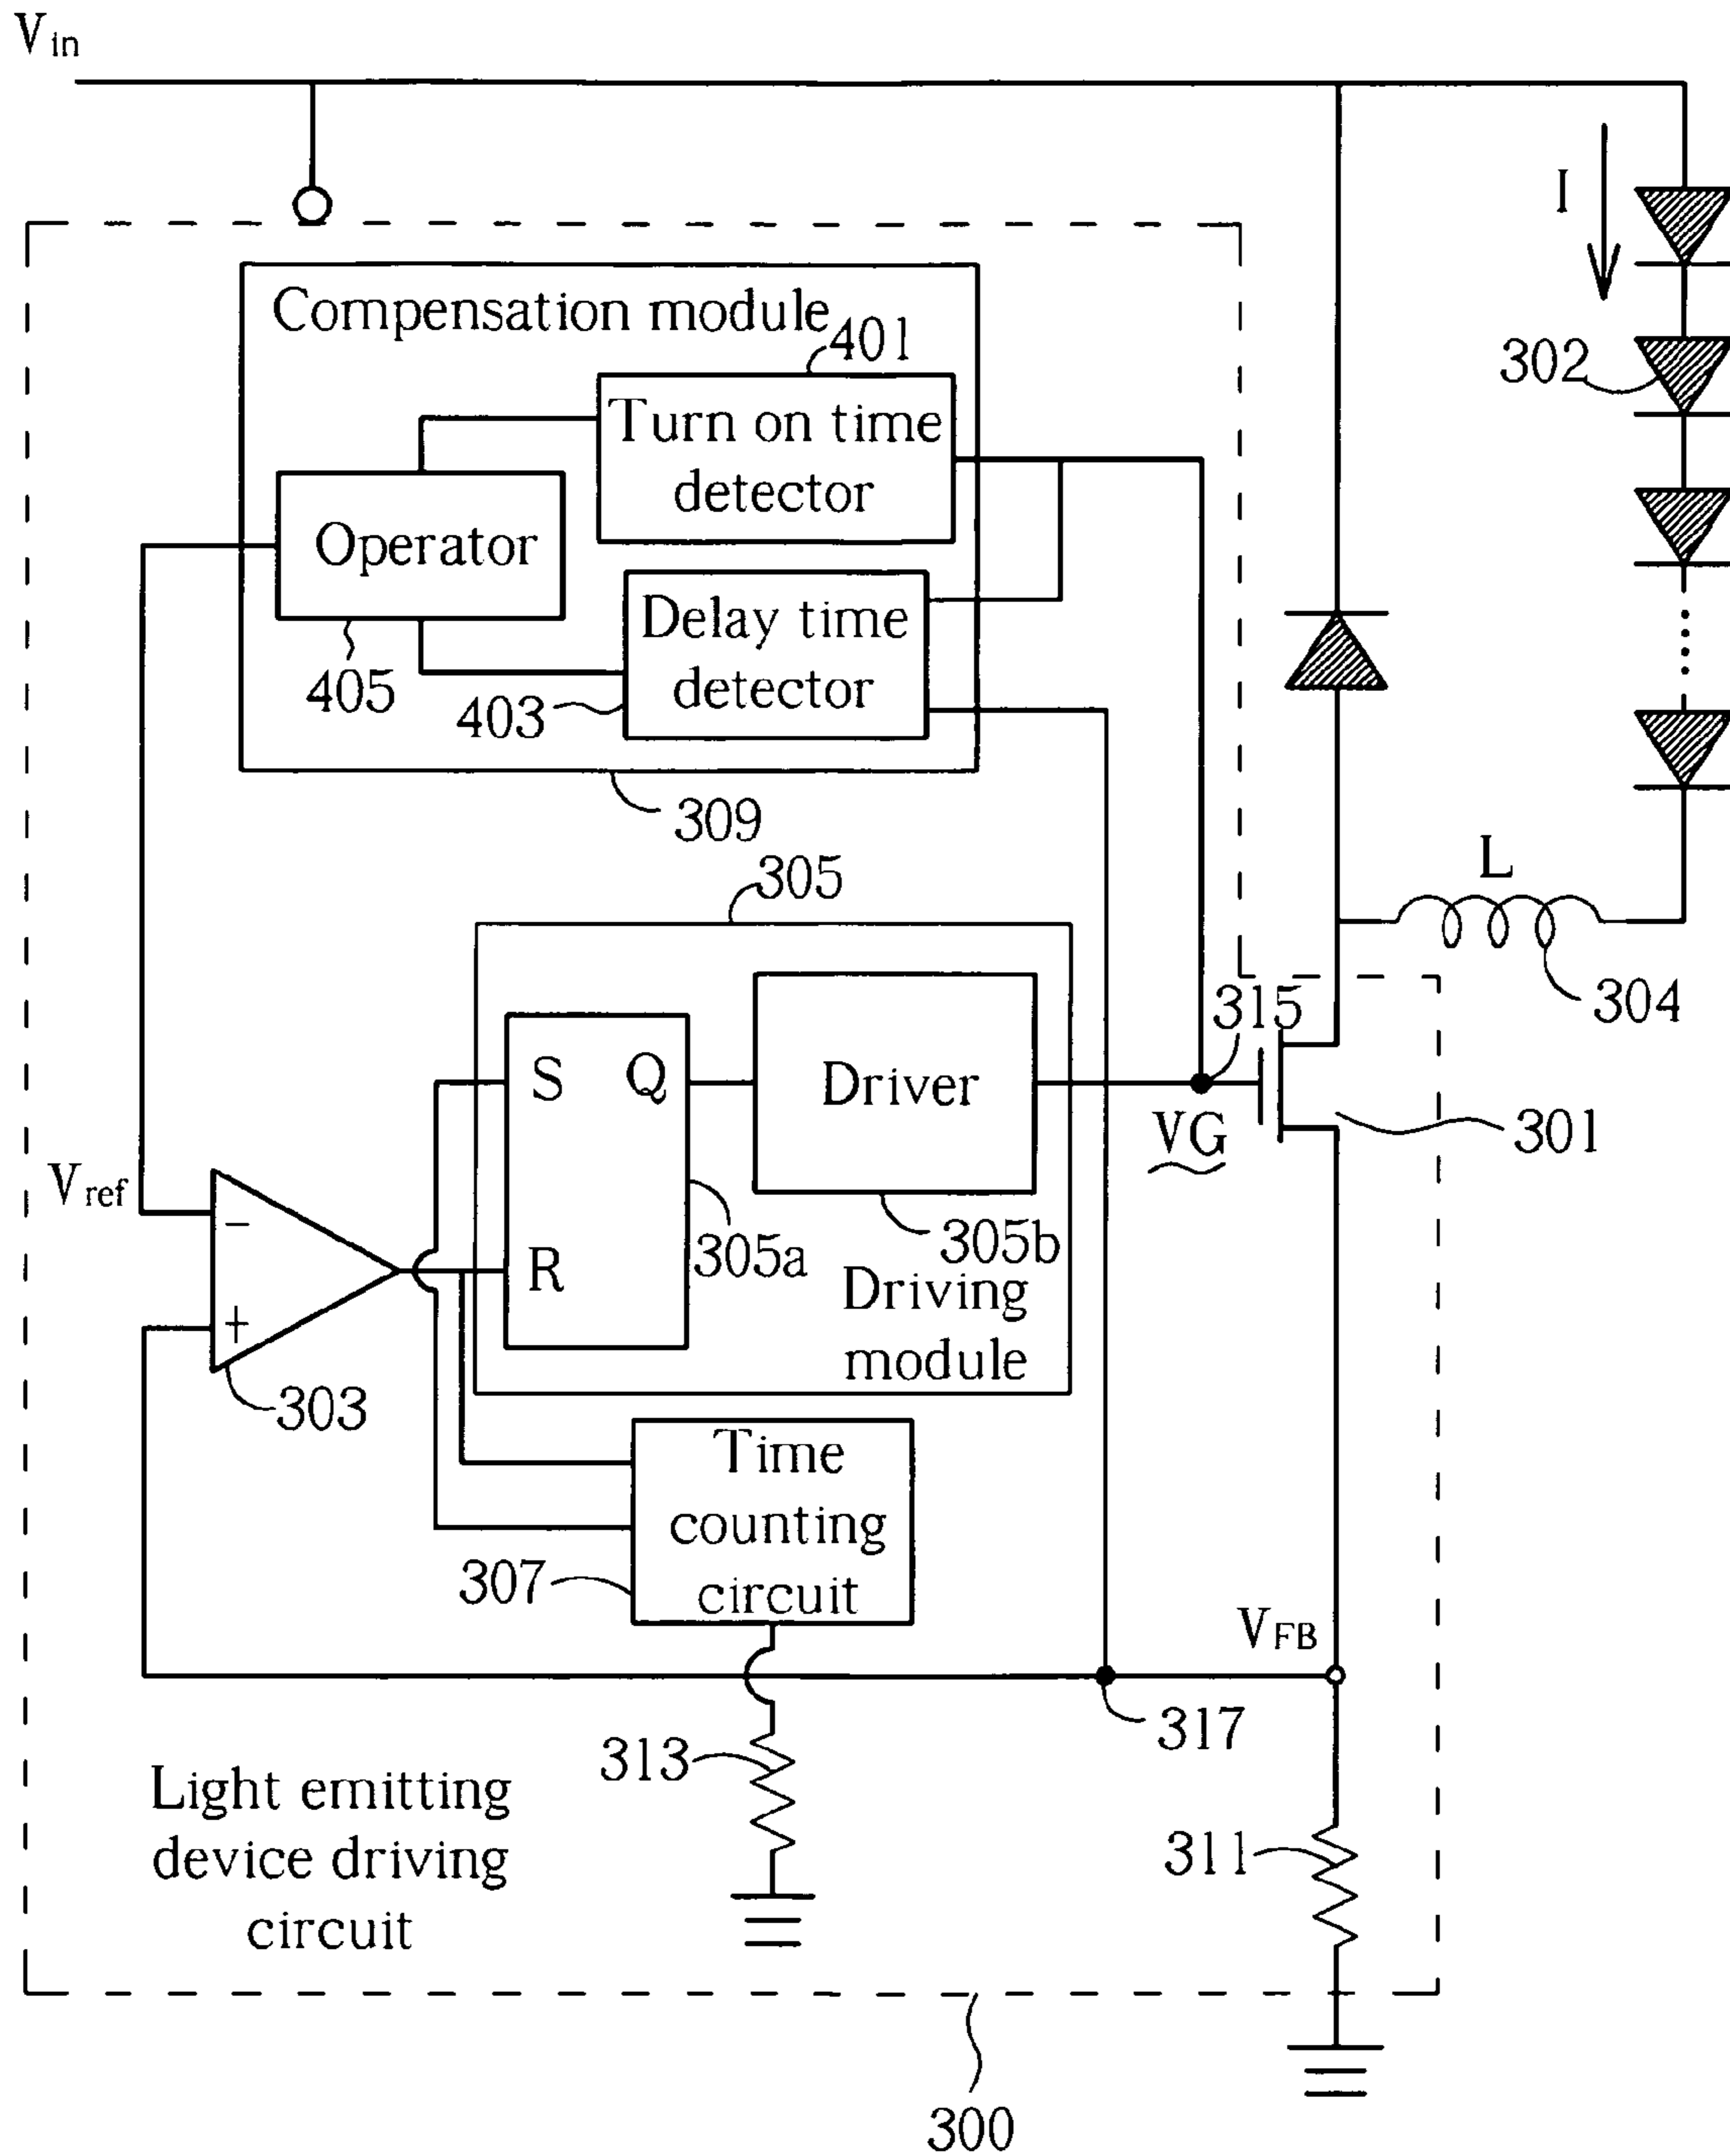 Vin
I
Compensation module
401
302
Turn on time
detector
Operator
Delay time
detector
405
403
309
305
L
304
315
S
Q
Driver
VG
301
Vref
−
305a
305b
R
Driving
module
+
303
Time
counting
circuit
307
VFB
317
313
Light emitting
device driving
circuit
311
300